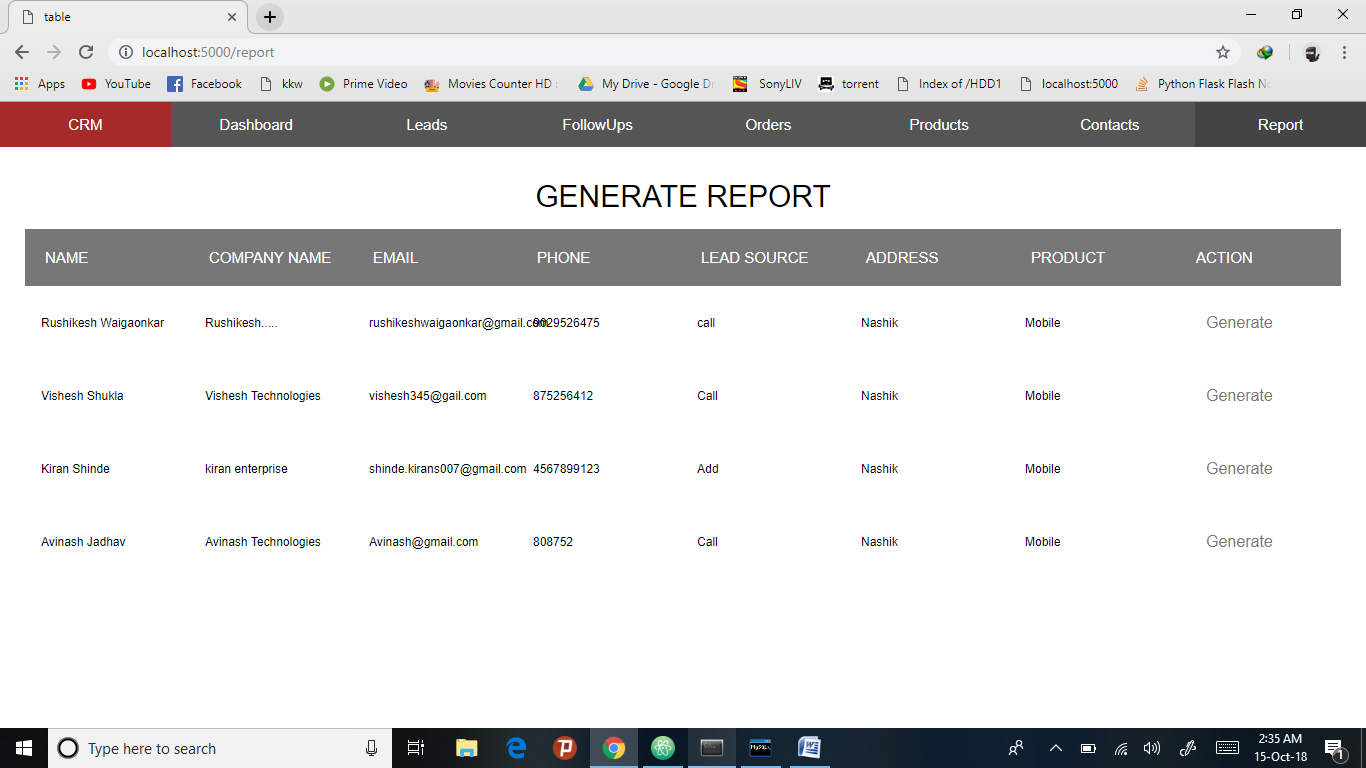 table
localhost:5000/report
Apps YouTube Facebook kkw Prime Video Movies Counter HD : My Drive - Google Dr SonyLIV torrent Index of /HDD1 localhost:5000 Python Flask Flash No
CRM Dashboard Leads FollowUps Orders Products Contacts Report
GENERATE REPORT
NAME COMPANY NAME EMAIL PHONE LEAD SOURCE ADDRESS PRODUCT ACTION
Rushikesh Waigaonkar Rushikesh..... rushikeshwaigaonkar@gmail.com 9029526475 call Nashik Mobile Generate
Vishesh Shukla Vishesh Technologies vishesh345@gail.com 875256412 Call Nashik Mobile Generate
Kiran Shinde kiran enterprise shinde.kirans007@gmail.com 4567899123 Add Nashik Mobile Generate
Avinash Jadhav Avinash Technologies Avinash@gmail.com 808752 Call Nashik Mobile Generate
Type here to search
2:35 AM
15-Oct-18
1